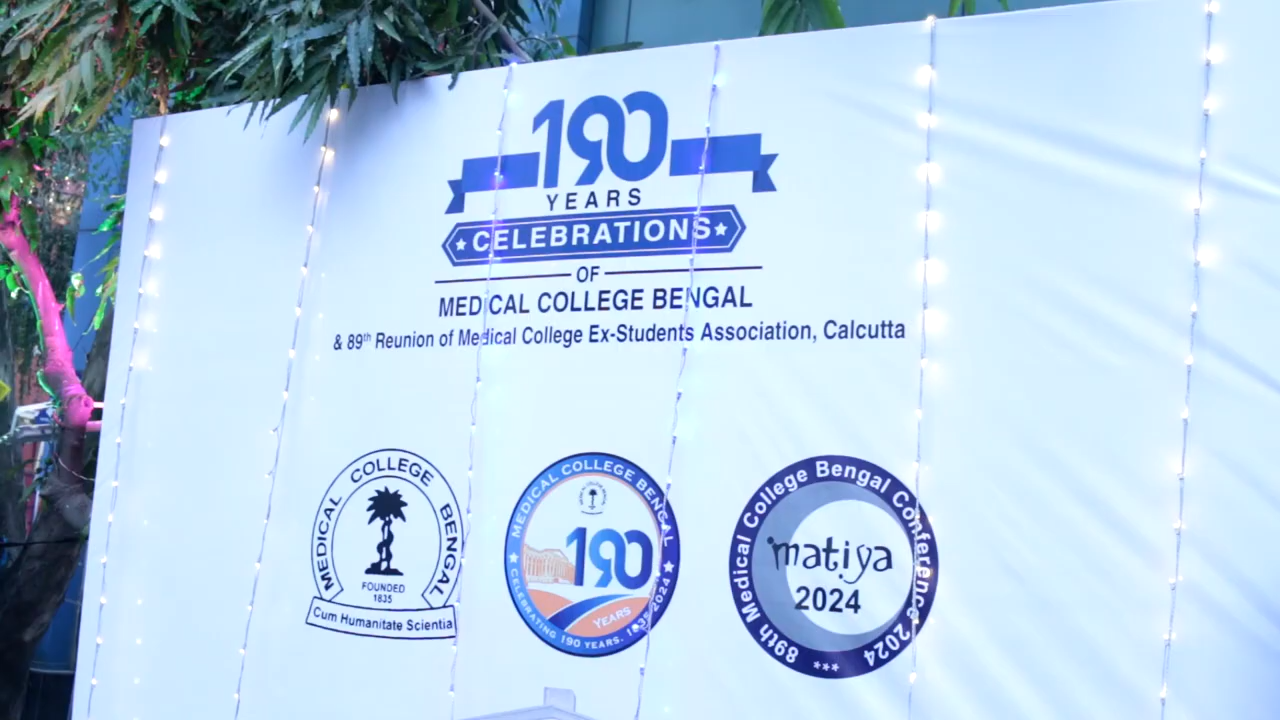 190
YEARS
CELEBRATIONS
OF
MEDICAL COLLEGE BENGAL
& 89th Reunion of Medical College Ex-Students Association, Calcutta
MEDICAL COLLEGE BENGAL
FOUNDED
1835
Cum Humanitate Scientia
MEDICAL COLLEGE BENGAL
190
YEARS
CELEBRATING 190 YEARS. 1835-2024
89th Medical College Bengal Conference 2024
matiya
2024